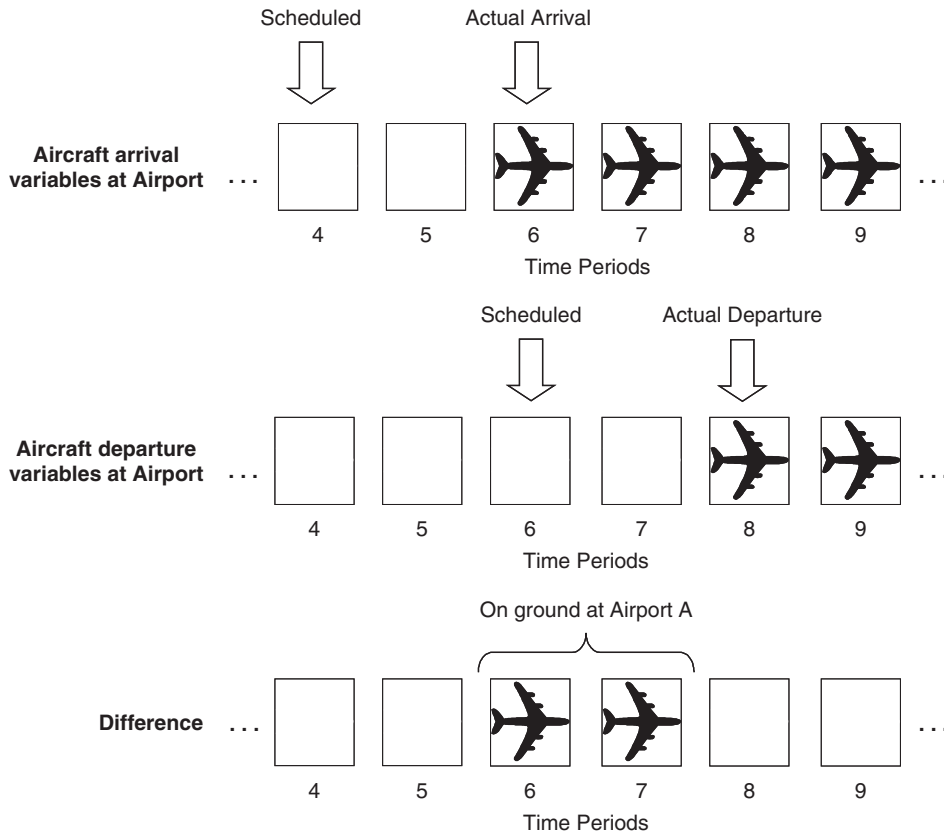 Scheduled Actual Arrival
Aircraft arrival
variables at Airport
. . . . . .
4 5 6 7 8 9
Time Periods
Scheduled Actual Departure
Aircraft departure
variables at Airport
. . . . . .
4 5 6 7 8 9
Time Periods
On ground at Airport A
Difference . . . . . .
4 5 6 7 8 9
Time Periods